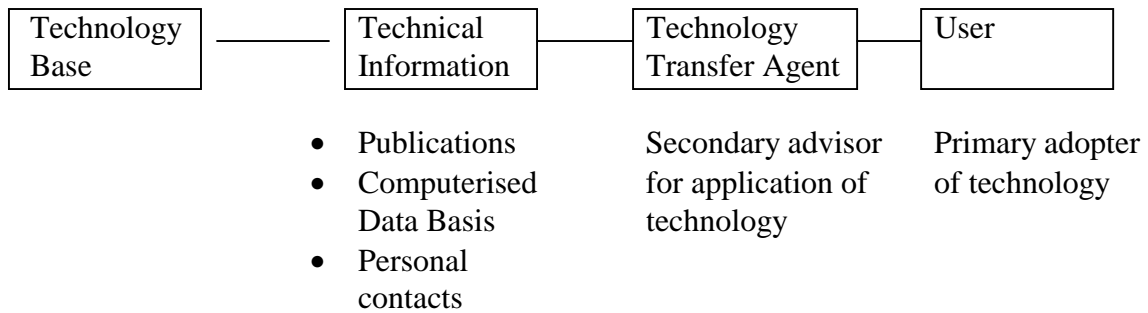 Technology
Base
Technical
Information
Technology
Transfer Agent
User
• Publications
• Computerised
Data Basis
• Personal
contacts
Secondary advisor
for application of
technology
Primary adopter
of technology